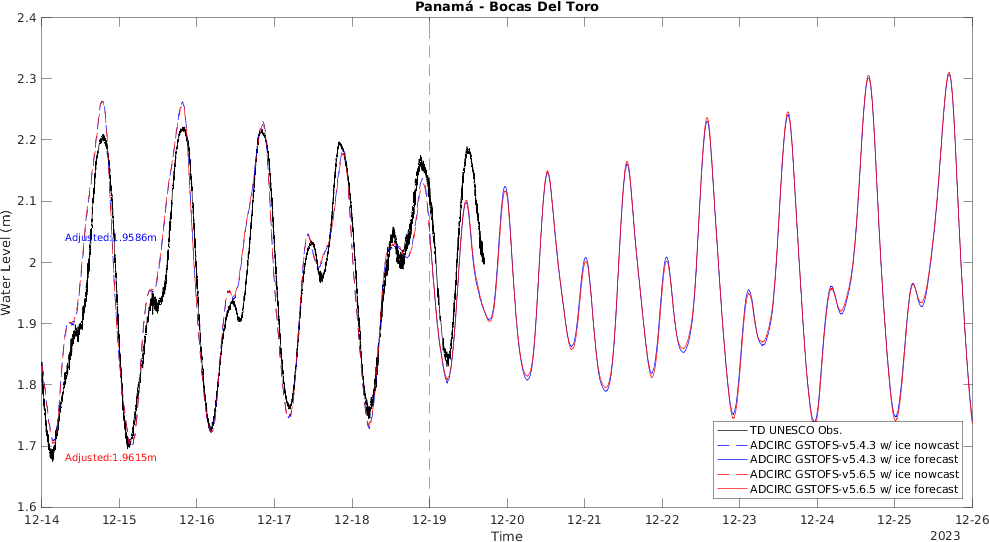 Panamá - Bocas Del Toro
Water Level (m)
2.4
2.3
2.2
2.1
2
1.9
1.8
1.7
1.6
Adjusted:1.9586m
Adjusted:1.9615m
TD UNESCO Obs.
ADCIRC GSTOFS-v5.4.3 w/ ice nowcast
ADCIRC GSTOFS-v5.4.3 w/ ice forecast
ADCIRC GSTOFS-v5.6.5 w/ ice nowcast
ADCIRC GSTOFS-v5.6.5 w/ ice forecast
12-14 12-15 12-16 12-17 12-18 12-19 12-20 12-21 12-22 12-23 12-24 12-25 12-26
Time
2023